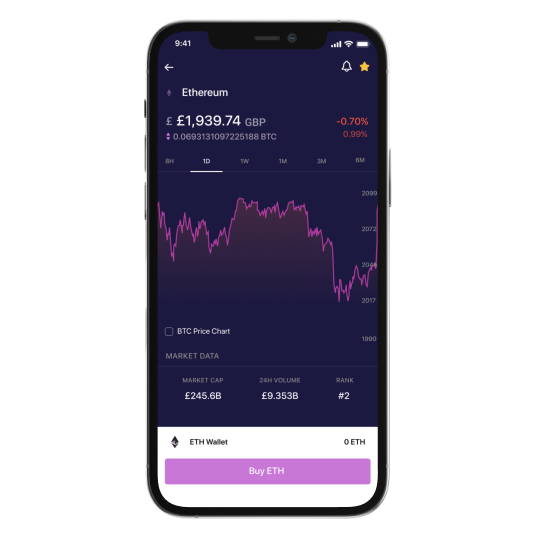 9:41
Ethereum
£ £1,939.74 GBP
-0.70%
0.0693131097225188 BTC
0.99%
8H 1D 1W 1M 3M 6M
2099
2072
2044
2017
1990
BTC Price Chart
MARKET DATA
MARKET CAP 24H VOLUME RANK
£245.6B £9.353B #2
ETH Wallet 0 ETH
Buy ETH